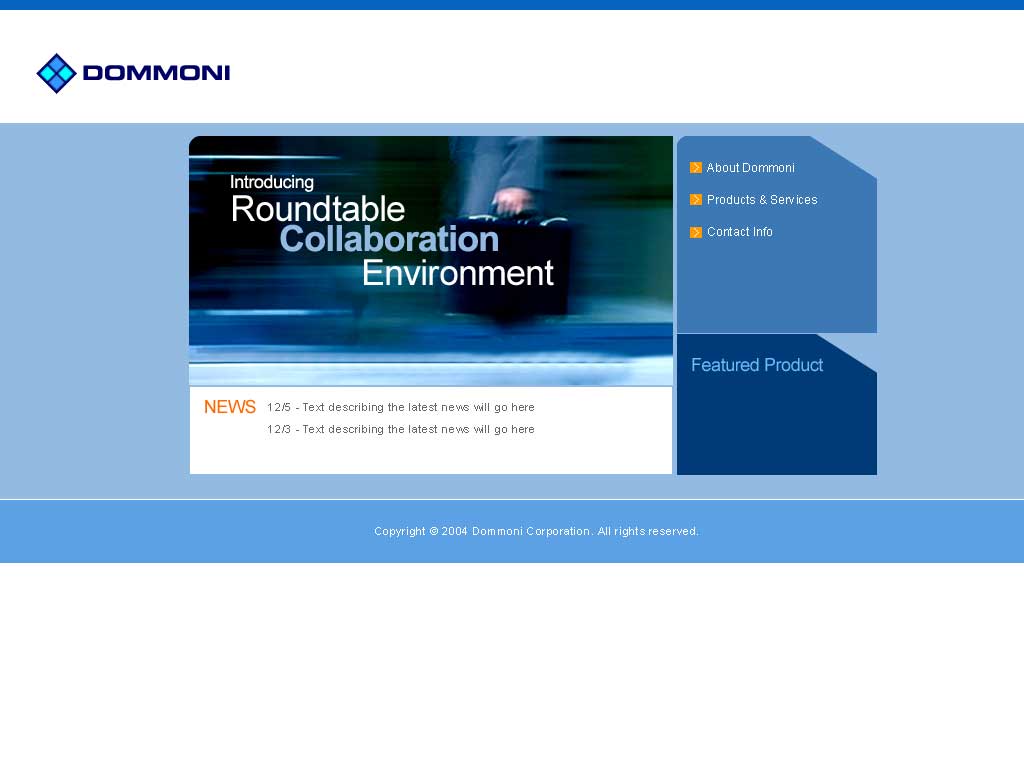 DOMMONI
Introducing
Roundtable
Collaboration
Environment
About Dommoni
Products & Services
Contact Info
Featured Product
NEWS 12/5 - Text describing the latest news will go here
12/3 - Text describing the latest news will go here
Copyright © 2004 Dommoni Corporation. All rights reserved.